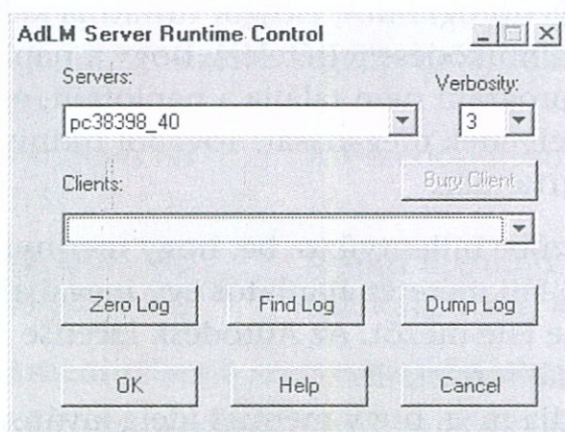 AdLM Server Runtime Control
Servers:
Verbosity:
pc38398_40
3
Clients:
Bury Client
Zero Log
Find Log
Dump Log
OK
Help
Cancel